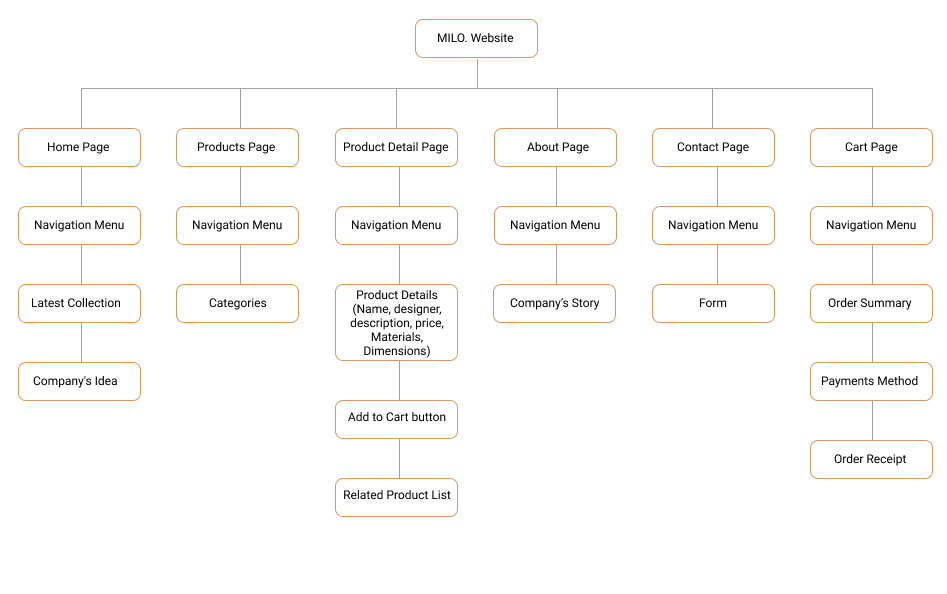 MILO. Website
Home Page
Products Page
Product Detail Page
About Page
Contact Page
Cart Page
Navigation Menu
Navigation Menu
Navigation Menu
Navigation Menu
Navigation Menu
Navigation Menu
Latest Collection
Categories
Product Details
(Name, designer,
description, price,
Materials,
Dimensions)
Company’s Story
Form
Order Summary
Company's Idea
Payments Method
Add to Cart button
Order Receipt
Related Product List